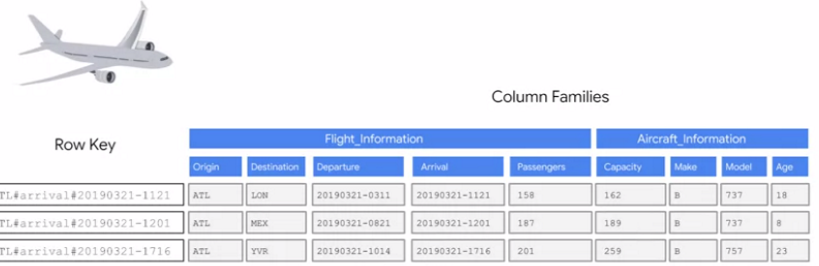 Column Families
Row Key
Flight_Information Aircraft_Information
Origin Destination Departure Arrival Passengers Capacity Make Model Age
TL#arrival#20190321-1121 ATL LON 20190321-0311 20190321-1121 158 162 B 737 18
TL#arrival#20190321-1201 ATL MEX 20190321-0821 20190321-1201 187 189 B 737 8
TL#arrival#20190321-1716 ATL YVR 20190321-1014 20190321-1716 201 259 B 757 23